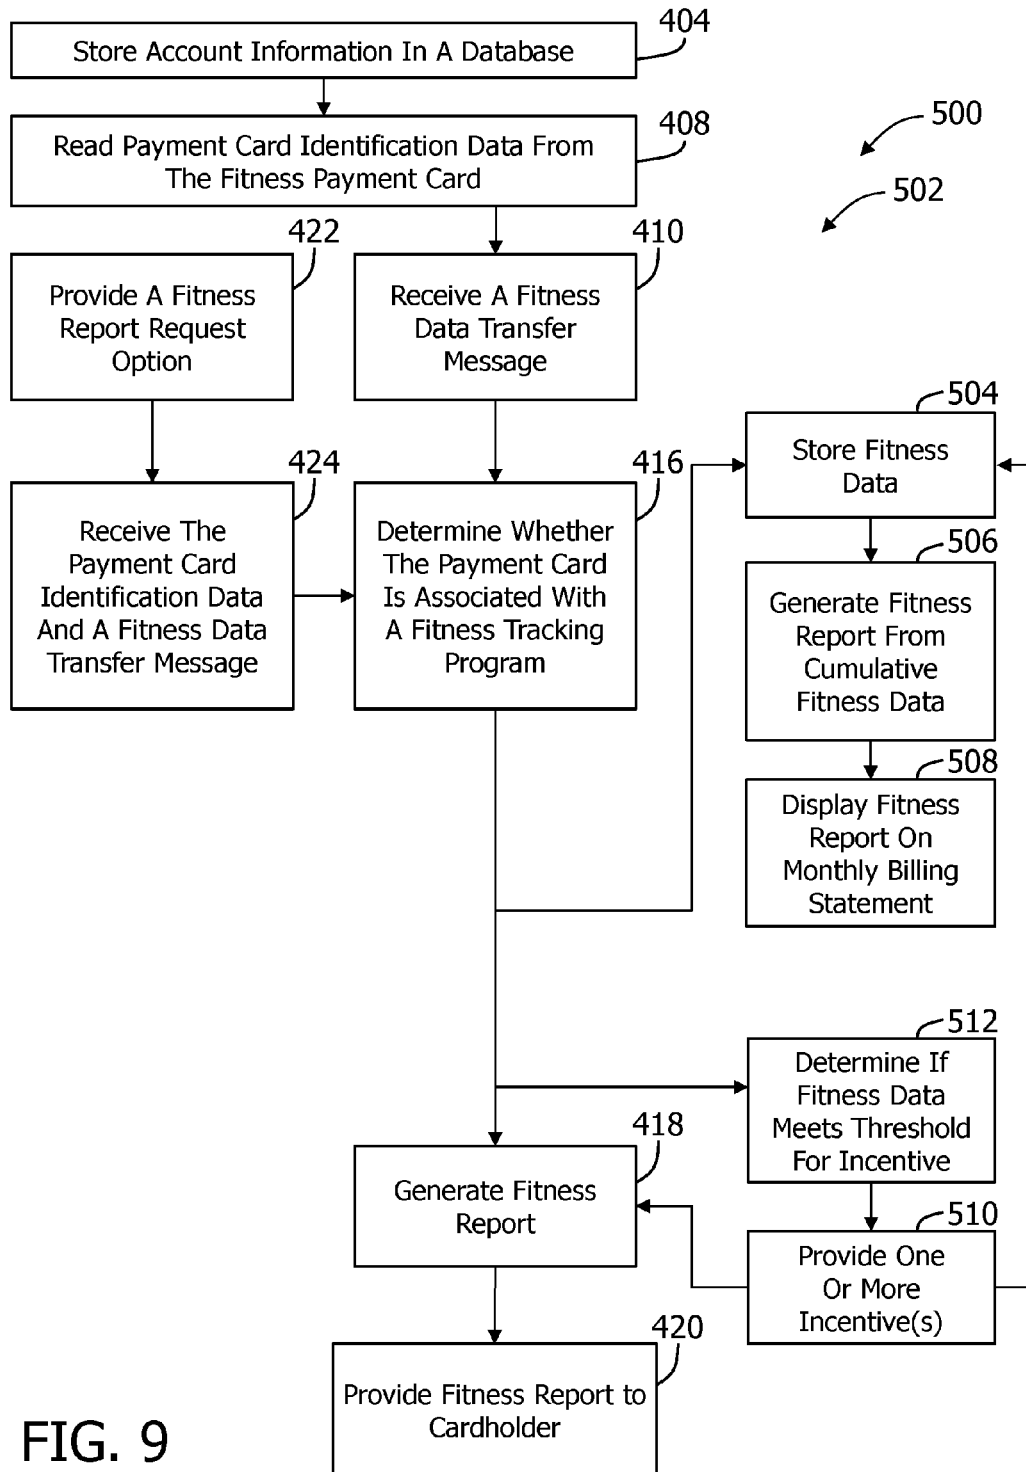 404
Store Account Information In A Database
408
Read Payment Card Identification Data From
The Fitness Payment Card
500
502
422
Provide A Fitness
Report Request
Option
410
Receive A Fitness
Data Transfer
Message
424
Receive The
Payment Card
Identification Data
And A Fitness Data
Transfer Message
416
Determine Whether
The Payment Card
Is Associated With
A Fitness Tracking
Program
504
Store Fitness
Data
506
Generate Fitness
Report From
Cumulative
Fitness Data
508
Display Fitness
Report On
Monthly Billing
Statement
512
Determine If
Fitness Data
Meets Threshold
For Incentive
418
Generate Fitness
Report
510
Provide One
Or More
Incentive(s)
420
Provide Fitness Report to
Cardholder
FIG. 9